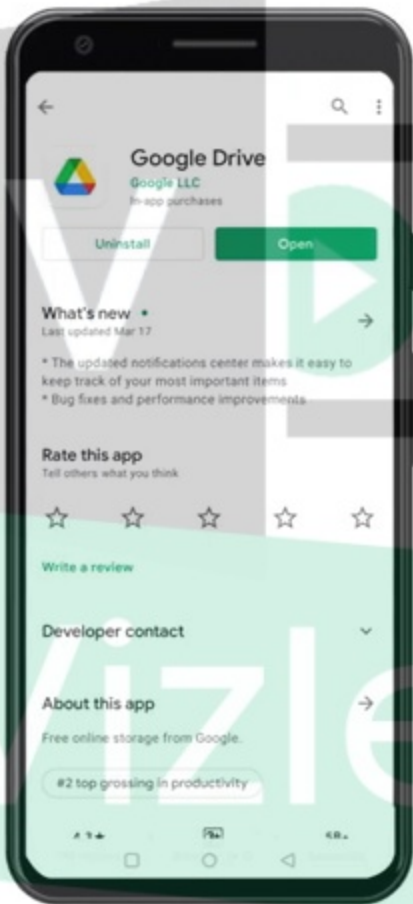 Google Drive
Google LLC
In-app purchases
Uninstall
Open
What's new •
Last updated Mar 17
* The updated notifications center makes it easy to
keep track of your most important items
* Bug fixes and performance improvements
Rate this app
Tell others what you think
Write a review
Developer contact
About this app
Free online storage from Google.
#2 top grossing in productivity